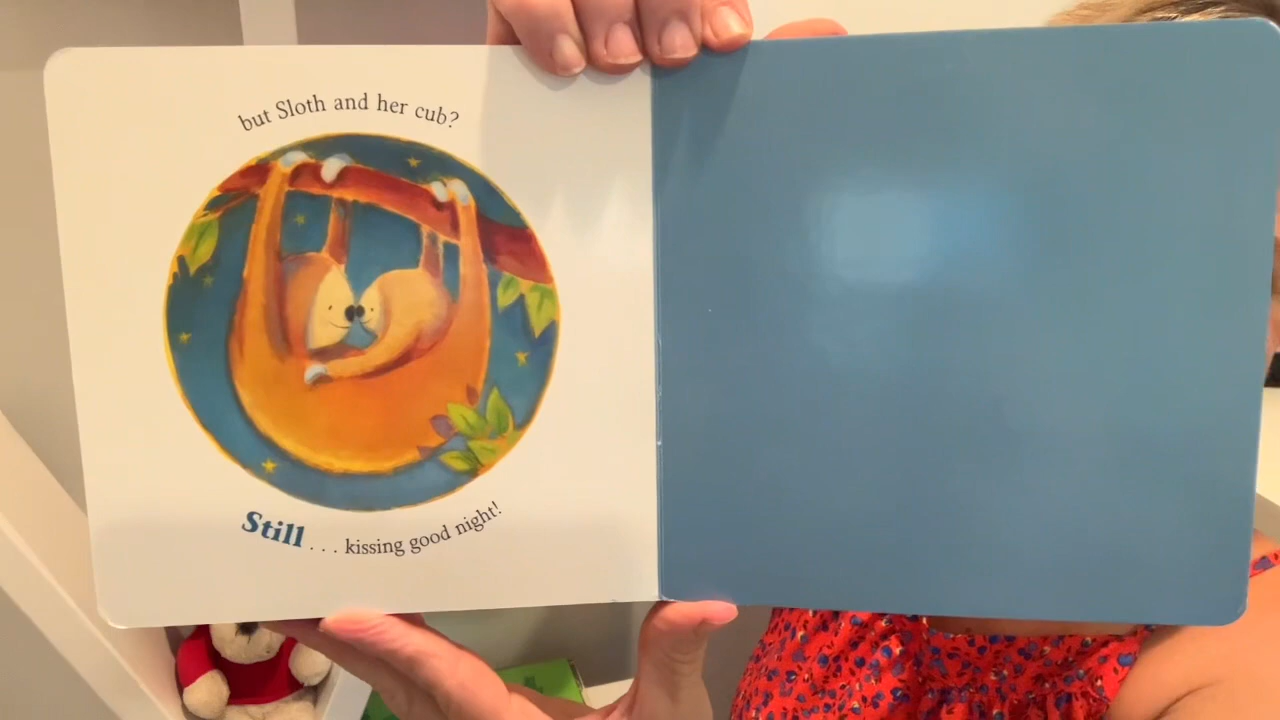 but Sloth and her cub?
Still . . . kissing good night!